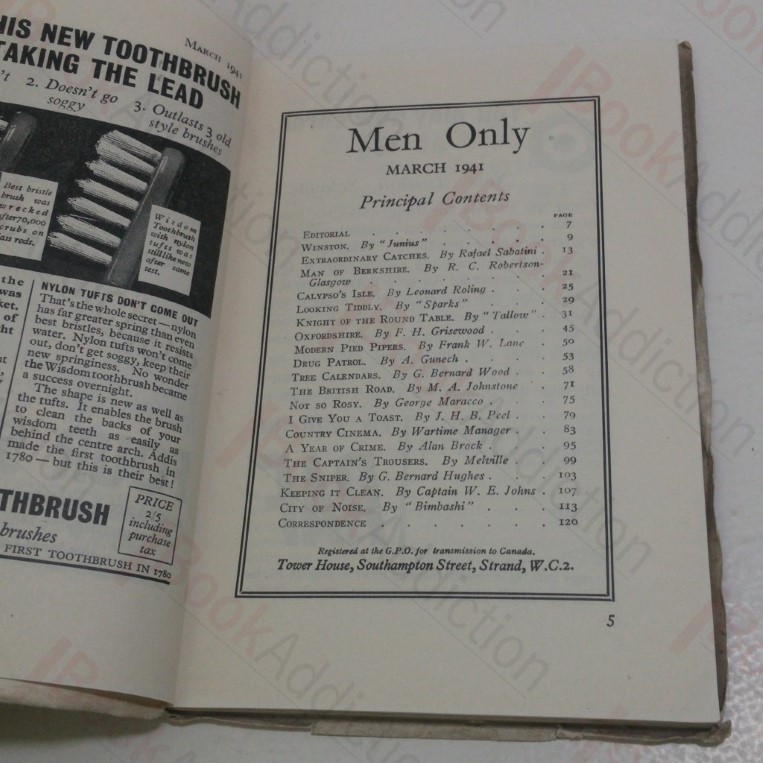 MARCH 1941
HIS NEW TOOTHBRUSH
TAKING THE LEAD
2. Doesn't go
soggy
3. Outlasts 3 old
style brushes
Best bristle
brush was
wrecked
after 70,000
scrubs on
glass rods.
Wisdom
Toothbrush
with nylon
tufts was
still like new
after same
test.
the
was
ket.
of
ght
NYLON TUFTS DON'T COME OUT
That's the whole secret—nylon
has far greater spring than even
best bristles, because it resists
water. Nylon tufts won't come
out, don't get soggy, keep their
new springiness. No wonder
the Wisdom toothbrush became
a success overnight.
The shape is new as well as
the tufts. It enables the brush
to clean the backs of your
wisdom teeth as easily as
behind the centre arch. Addis
made the first toothbrush in
1780—but this is their best!
THBRUSH
brushes
FIRST TOOTHBRUSH IN 1780
PRICE
2/5
including
purchase
tax
Men Only
MARCH 1941
Principal Contents
PAGE
EDITORIAL . . . . . . . 7
WINSTON. By "Junius" . . . . . 9
EXTRAORDINARY CATCHES. By Rafael Sabatini . 13
MAN OF BERKSHIRE. By R. C. Robertson-
Glasgow . . . . . . . 21
CALYPSO'S ISLE. By Leonard Roling . . . 25
LOOKING TIDDLY. By "Sparks" . . . 29
KNIGHT OF THE ROUND TABLE. By "Tallow" . 31
OXFORDSHIRE. By F. H. Grisewood . . . 45
MODERN PIED PIPERS. By Frank W. Lane . . 50
DRUG PATROL. By A. Gunech . . . . 53
TREE CALENDARS. By G. Bernard Wood . . 58
THE BRITISH ROAD. By M. A. Johnstone . . 71
NOT SO ROSY. By George Maracco . . . 75
I GIVE YOU A TOAST. By J. H. B. Peel . . 79
COUNTRY CINEMA. By Wartime Manager . . 83
A YEAR OF CRIME. By Alan Brock . . . 95
THE CAPTAIN'S TROUSERS. By Melville . . 99
THE SNIPER. By G. Bernard Hughes . . . 103
KEEPING IT CLEAN. By Captain W. E. Johns . 107
CITY OF NOISE. By "Bimbashi" . . . 113
CORRESPONDENCE . . . . . . 120
Registered at the G.P.O. for transmission to Canada.
Tower House, Southampton Street, Strand, W.C.2.
5
BookAddiction